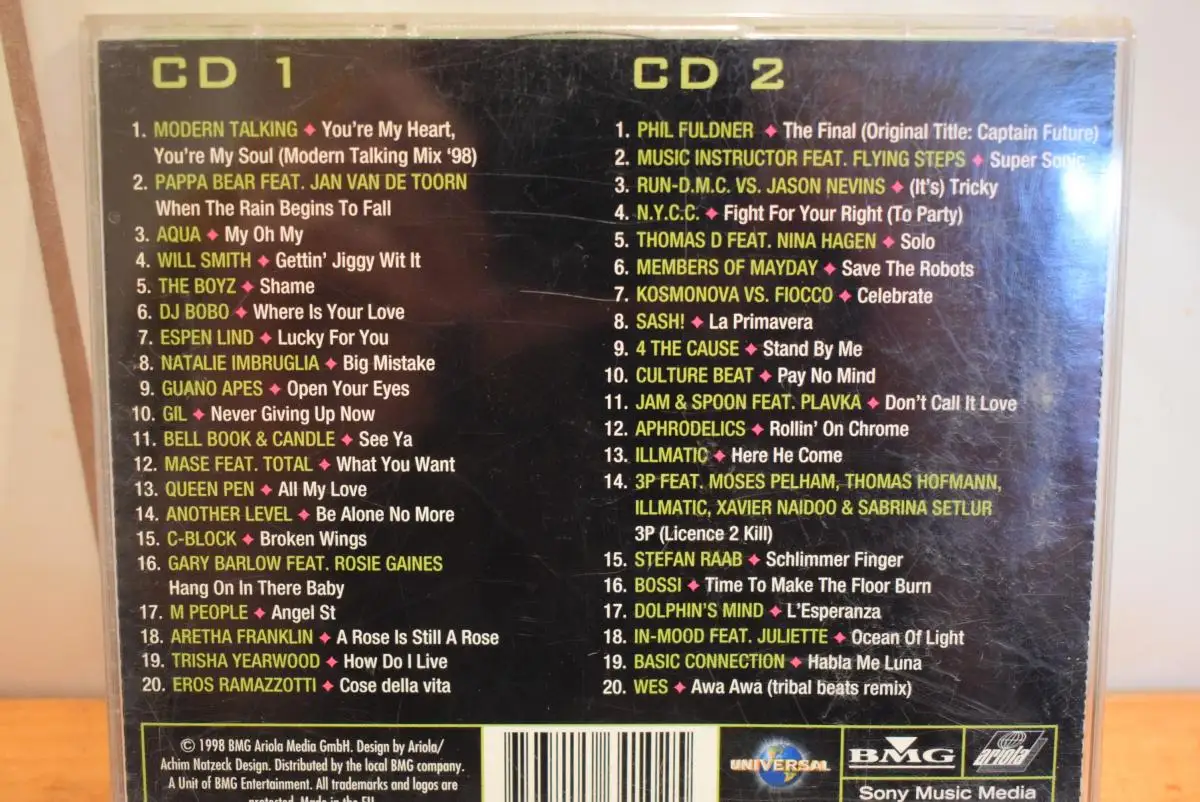 CD 1
1. MODERN TALKING ✦ You're My Heart,
You're My Soul (Modern Talking Mix '98)
2. PAPPA BEAR FEAT. JAN VAN DE TOORN
When The Rain Begins To Fall
3. AQUA ✦ My Oh My
4. WILL SMITH ✦ Gettin' Jiggy Wit It
5. THE BOYZ ✦ Shame
6. DJ BOBO ✦ Where Is Your Love
7. ESPEN LIND ✦ Lucky For You
8. NATALIE IMBRUGLIA ✦ Big Mistake
9. GUANO APES ✦ Open Your Eyes
10. GIL ✦ Never Giving Up Now
11. BELL BOOK & CANDLE ✦ See Ya
12. MASE FEAT. TOTAL ✦ What You Want
13. QUEEN PEN ✦ All My Love
14. ANOTHER LEVEL ✦ Be Alone No More
15. C-BLOCK ✦ Broken Wings
16. GARY BARLOW FEAT. ROSIE GAINES
Hang On In There Baby
17. M PEOPLE ✦ Angel St
18. ARETHA FRANKLIN ✦ A Rose Is Still A Rose
19. TRISHA YEARWOOD ✦ How Do I Live
20. EROS RAMAZZOTTI ✦ Cose della vita
CD 2
1. PHIL FULDNER ✦ The Final (Original Title: Captain Future)
2. MUSIC INSTRUCTOR FEAT. FLYING STEPS ✦ Super Sonic
3. RUN-D.M.C. VS. JASON NEVINS ✦ (It's) Tricky
4. N.Y.C.C. ✦ Fight For Your Right (To Party)
5. THOMAS D FEAT. NINA HAGEN ✦ Solo
6. MEMBERS OF MAYDAY ✦ Save The Robots
7. KOSMONOVA VS. FIOCCO ✦ Celebrate
8. SASH! ✦ La Primavera
9. 4 THE CAUSE ✦ Stand By Me
10. CULTURE BEAT ✦ Pay No Mind
11. JAM & SPOON FEAT. PLAVKA ✦ Don't Call It Love
12. APHRODELICS ✦ Rollin' On Chrome
13. ILLMATIC ✦ Here He Come
14. 3P FEAT. MOSES PELHAM, THOMAS HOFMANN,
ILLMATIC, XAVIER NAIDOO & SABRINA SETLUR
3P (Licence 2 Kill)
15. STEFAN RAAB ✦ Schlimmer Finger
16. BOSSI ✦ Time To Make The Floor Burn
17. DOLPHIN'S MIND ✦ L'Esperanza
18. IN-MOOD FEAT. JULIETTE ✦ Ocean Of Light
19. BASIC CONNECTION ✦ Habla Me Luna
20. WES ✦ Awa Awa (tribal beats remix)
© 1998 BMG Ariola Media GmbH. Design by Ariola/
Achim Natzeck Design. Distributed by the local BMG company.
A Unit of BMG Entertainment. All trademarks and logos are
protected. Made in the EU
UNIVERSAL
BMG
ariola
Sony Music Media